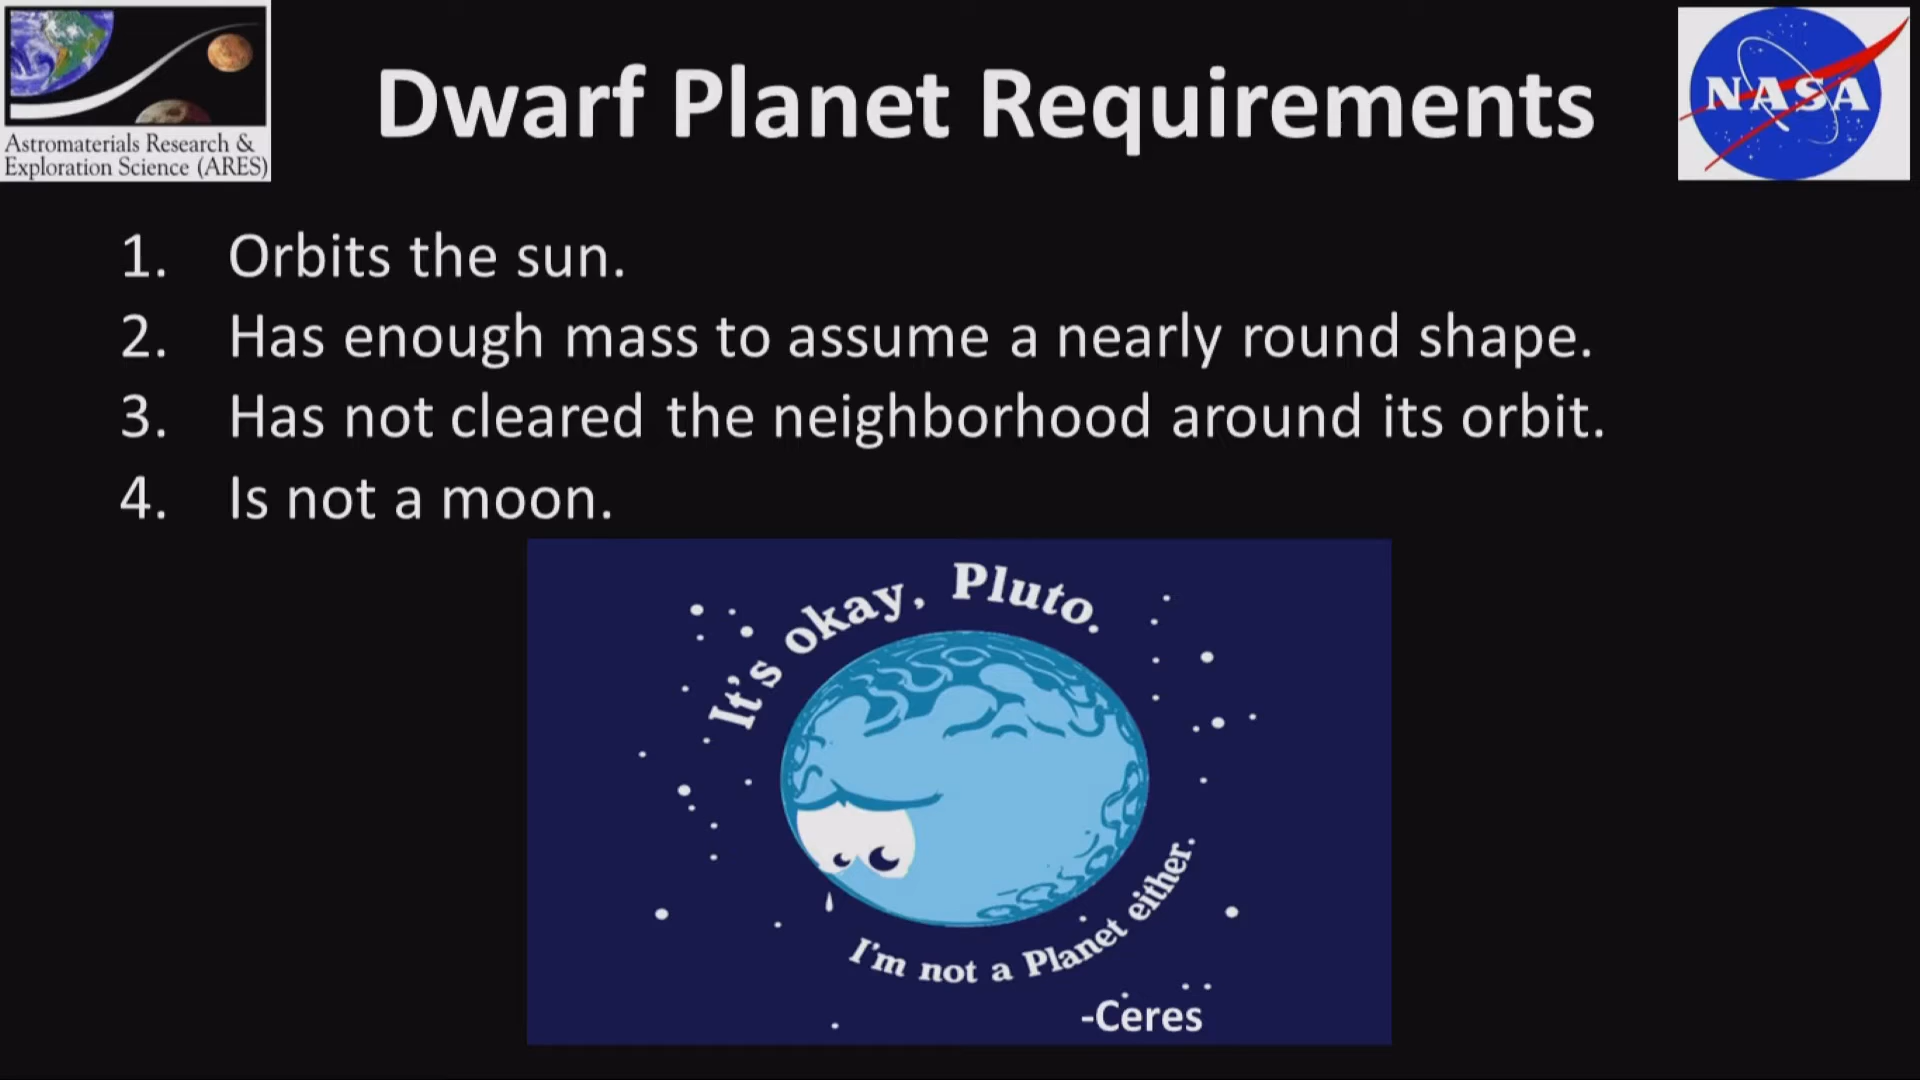 Astromaterials Research &
Exploration Science (ARES)
Dwarf Planet Requirements
NASA
1. Orbits the sun.
2. Has enough mass to assume a nearly round shape.
3. Has not cleared the neighborhood around its orbit.
4. Is not a moon.
It's okay, Pluto.
I'm not a Planet either.
-Ceres